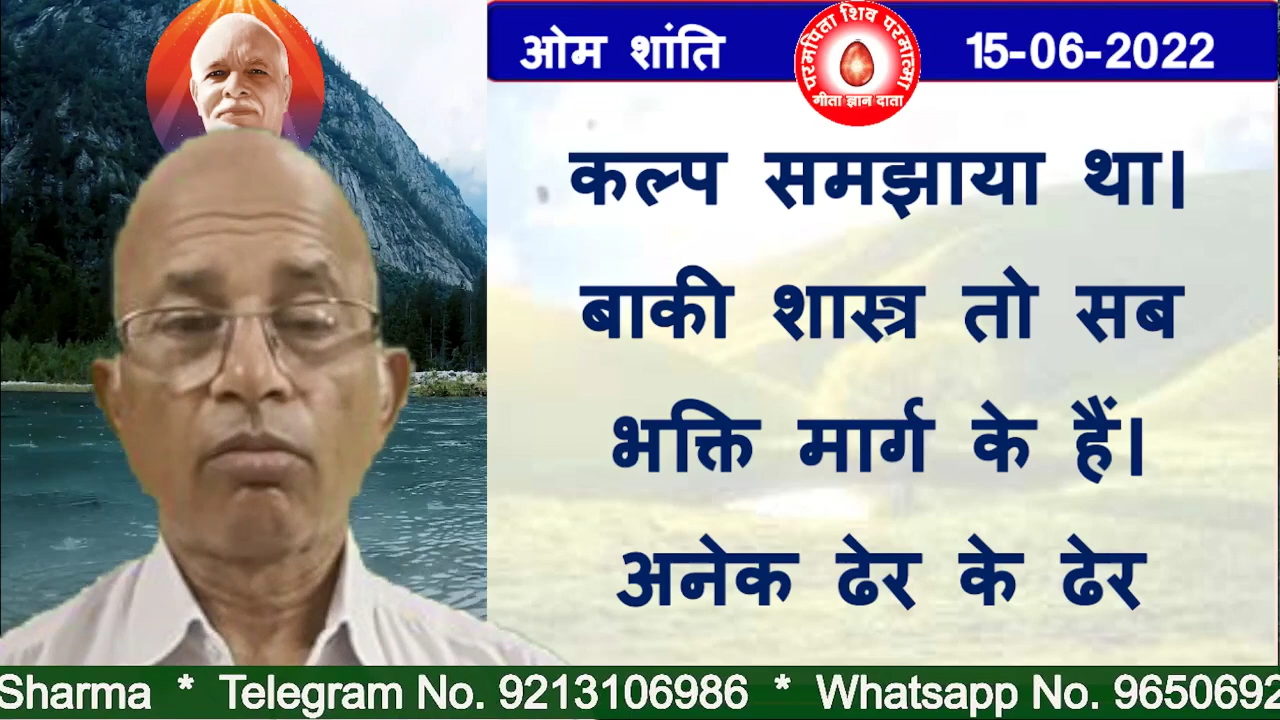 ओम शांति
परमपिता शिव परमात्मा
गीता ज्ञान दाता
15-06-2022
कल्प समझाया था।
बाकी शास्त्र तो सब
भक्ति मार्ग के हैं।
अनेक ढेर के ढेर
Sharma * Telegram No. 9213106986 * Whatsapp No. 9650692